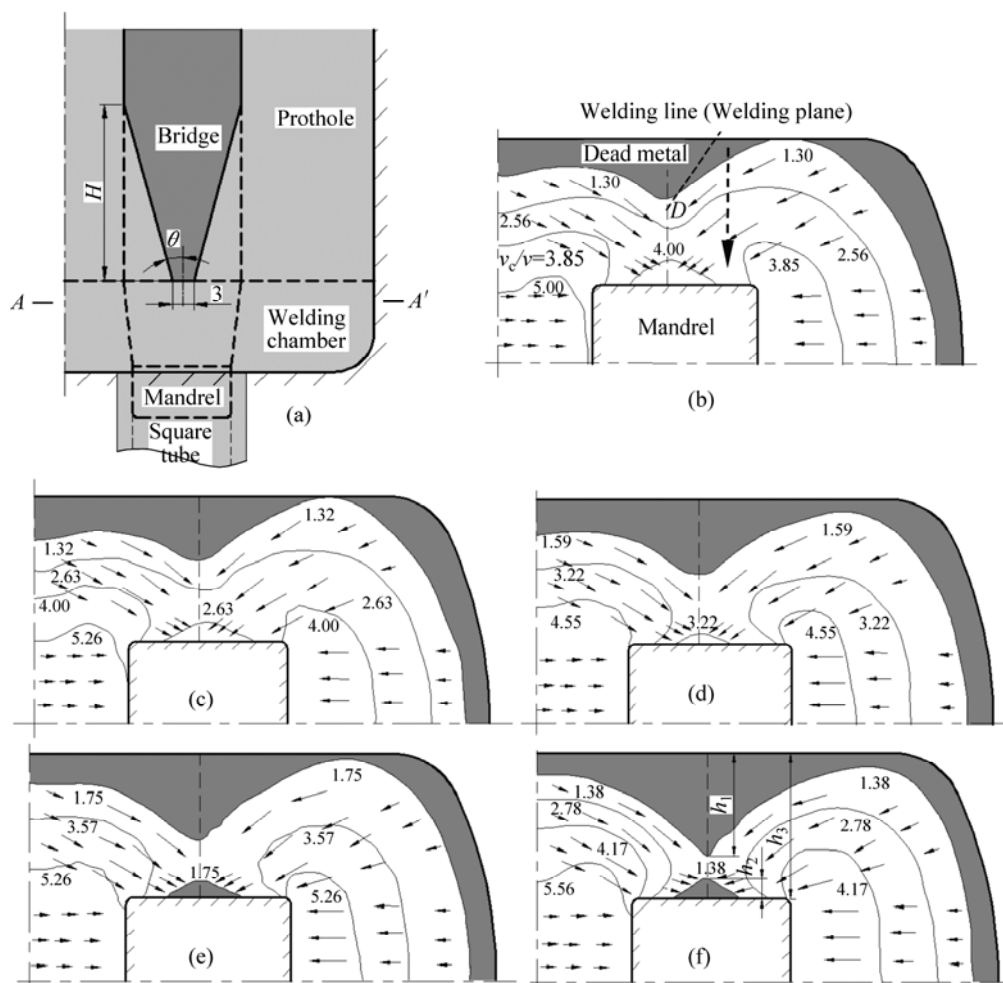 Bridge
Prothole
H
θ
3
A
A′
Welding
chamber
Mandrel
Square
tube
(a)
Welding line (Welding plane)
Dead metal
1.30
1.30
2.56
D
4.00
2.56
v_c/v=3.85
3.85
5.00
Mandrel
(b)
1.32
1.32
2.63
2.63
2.63
4.00
4.00
5.26
(c)
1.59
1.59
3.22
3.22
3.22
4.55
4.55
(d)
1.75
1.75
3.57
3.57
1.75
5.26
5.26
(e)
1.38
1.38
h₁
2.78
2.78
h₃
4.17
1.38
h₂
4.17
5.56
(f)